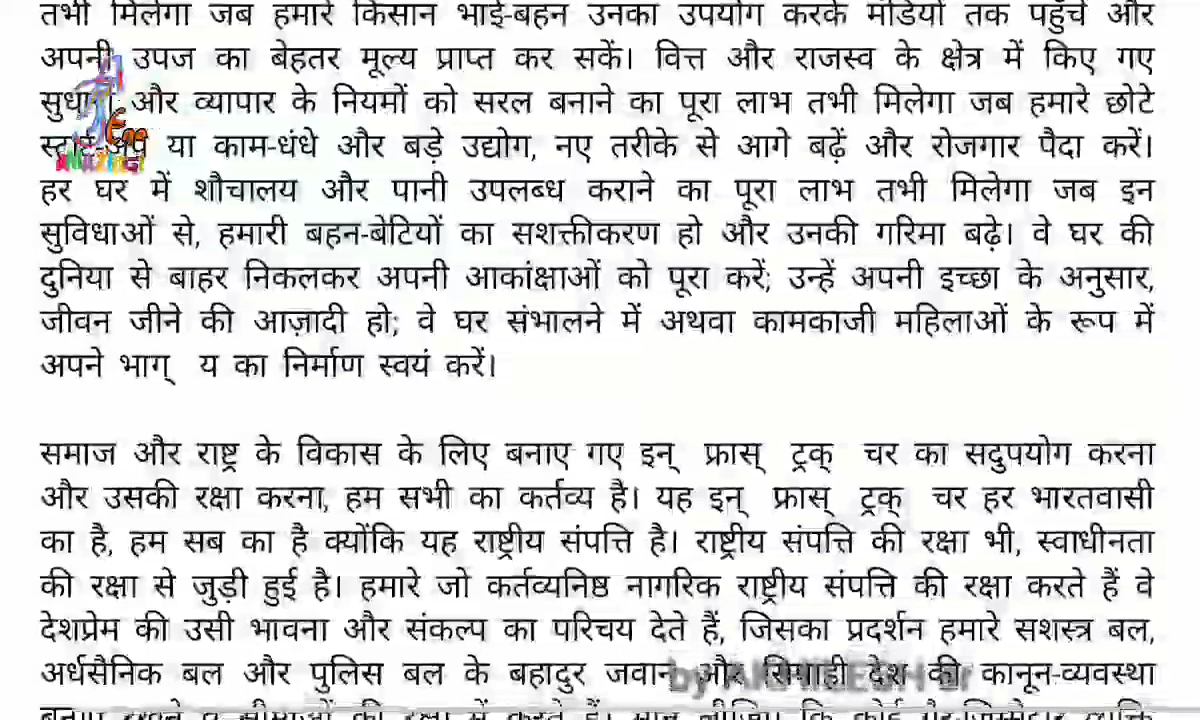 तभी मिलेगा जब हमारे किसान भाई-बहन उनका उपयोग करके मंडियों तक पहुँचें और
अपनी उपज का बेहतर मूल्य प्राप्त कर सकें। वित्त और राजस्व के क्षेत्र में किए गए
और व्यापार के नियमों को सरल बनाने का पूरा लाभ तभी मिलेगा जब हमारे छोटे
या काम-धंधे और बड़े उद्योग, नए तरीके से आगे बढ़ें और रोजगार पैदा करें।
हर घर में शौचालय और पानी उपलब्ध कराने का पूरा लाभ तभी मिलेगा जब इन
सुविधाओं से, हमारी बहन-बेटियों का सशक्तीकरण हो और उनकी गरिमा बढ़े। वे घर की
दुनिया से बाहर निकलकर अपनी आकांक्षाओं को पूरा करें; उन्हें अपनी इच्छा के अनुसार,
जीवन जीने की आज़ादी हो; वे घर संभालने में अथवा कामकाजी महिलाओं के रूप में
अपने भाग् य का निर्माण स्वयं करें।
समाज और राष्ट्र के विकास के लिए बनाए गए इन् फ्रास् ट्रक् चर का सदुपयोग करना
और उसकी रक्षा करना, हम सभी का कर्तव्य है। यह इन् फ्रास् ट्रक् चर हर भारतवासी
का है, हम सब का है क्योंकि यह राष्ट्रीय संपत्ति है। राष्ट्रीय संपत्ति की रक्षा भी, स्वाधीनता
की रक्षा से जुड़ी हुई है। हमारे जो कर्तव्यनिष्ठ नागरिक राष्ट्रीय संपत्ति की रक्षा करते हैं वे
देशप्रेम की उसी भावना और संकल्प का परिचय देते हैं, जिसका प्रदर्शन हमारे सशस्त्र बल,
अर्धसैनिक बल और पुलिस बल के बहादुर जवान और सिपाही देश की कानून-व्यवस्था